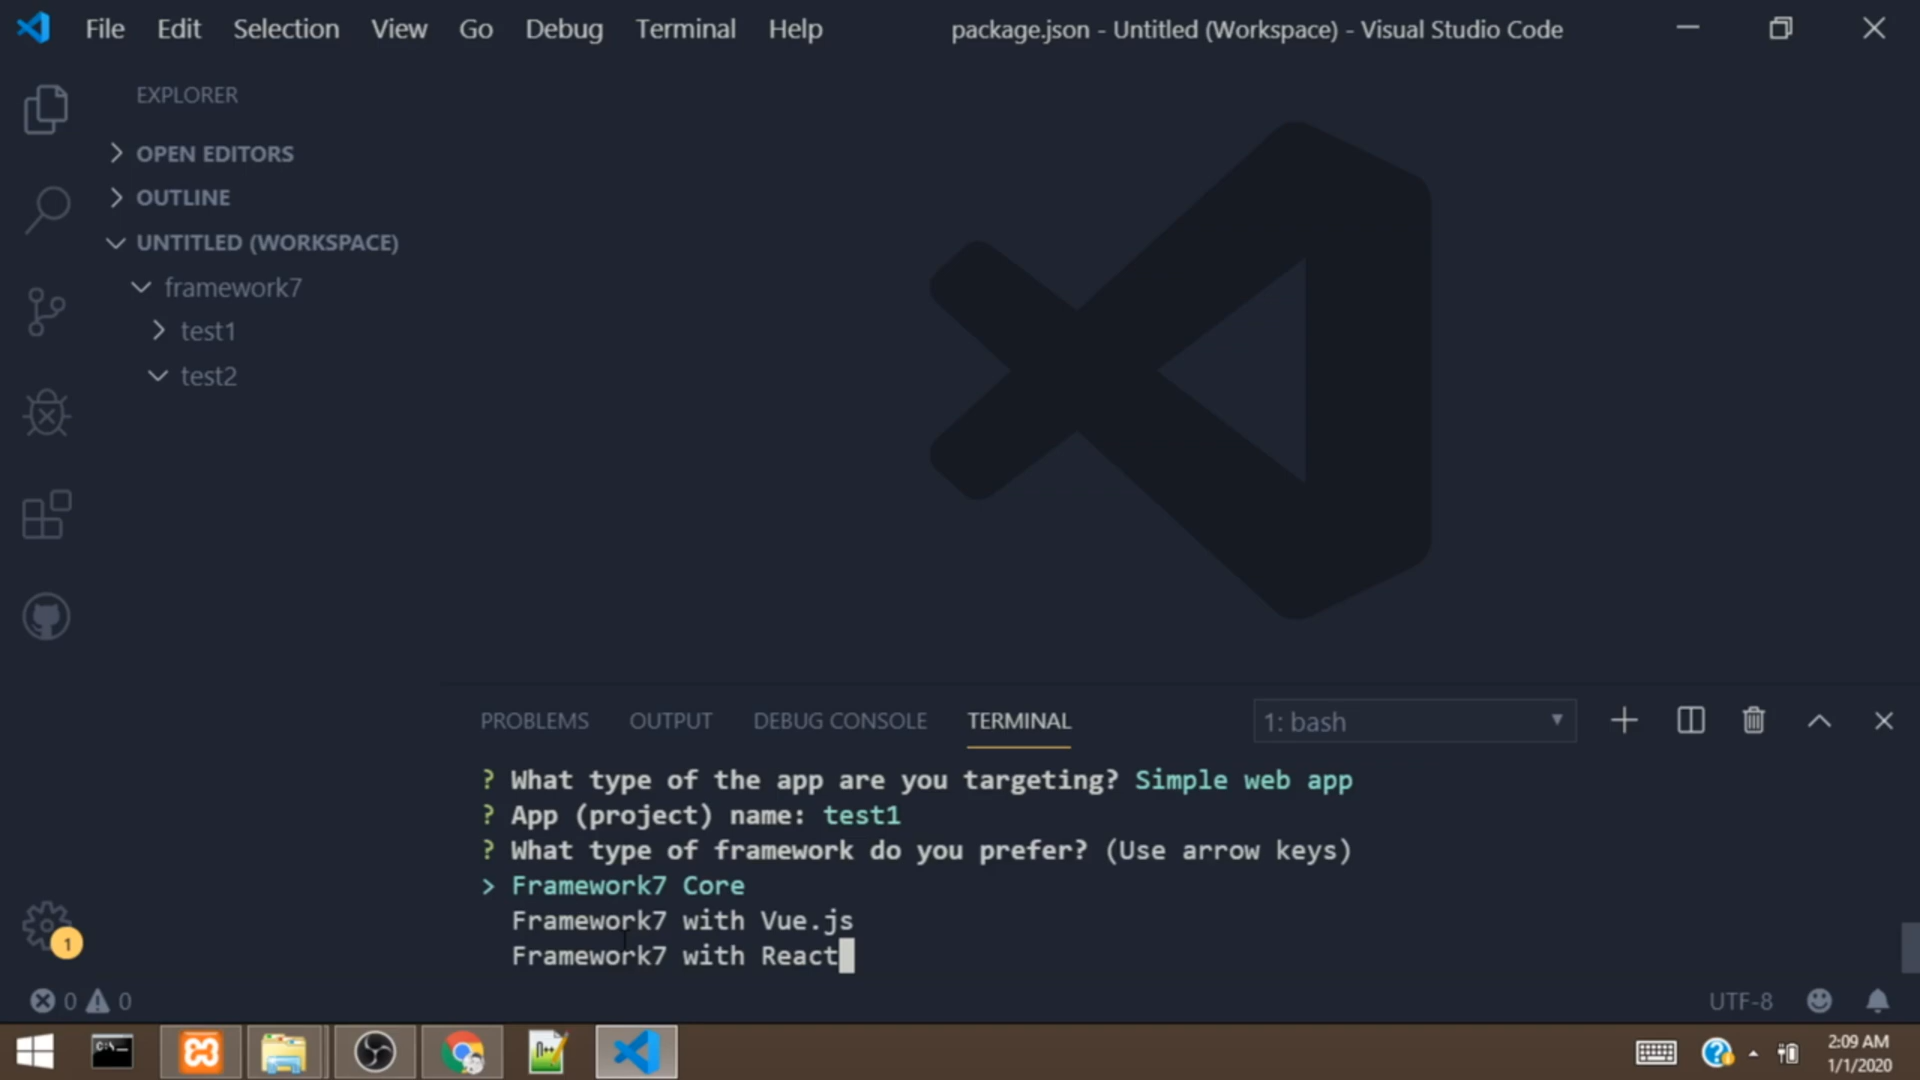 File Edit Selection View Go Debug Terminal Help package.json - Untitled (Workspace) - Visual Studio Code
EXPLORER
OPEN EDITORS
OUTLINE
UNTITLED (WORKSPACE)
framework7
test1
test2
PROBLEMS OUTPUT DEBUG CONSOLE TERMINAL 1: bash
? What type of the app are you targeting? Simple web app
? App (project) name: test1
? What type of framework do you prefer? (Use arrow keys)
> Framework7 Core
Framework7 with Vue.js
Framework7 with React
1
0 0 UTF-8
2:09 AM
1/1/2020